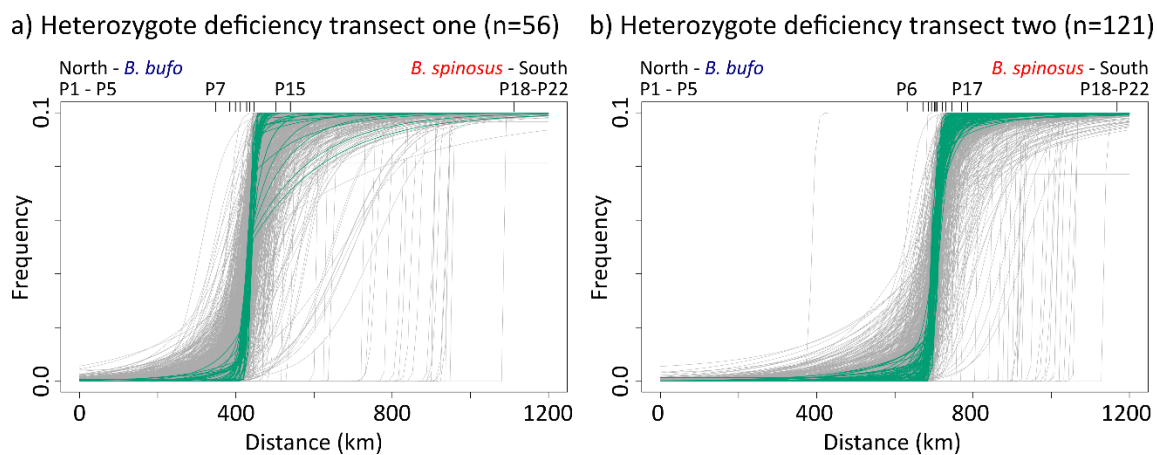 a) Heterozygote deficiency transect one (n=56)
North - B. bufo
B. spinosus - South
P1 - P5
P7
P15
P18-P22
0.1
Frequency
0.0
0
400
800
1200
Distance (km)
b) Heterozygote deficiency transect two (n=121)
North - B. bufo
B. spinosus - South
P1 - P5
P6
P17
P18-P22
0.1
Frequency
0.0
0
400
800
1200
Distance (km)